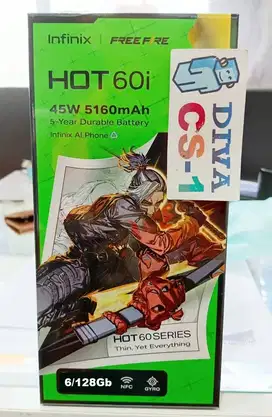 Infinix | FREE FIRE
HOT 60i
45W 5160mAh
5-Year Durable Battery
Infinix AI Phone
DIVA
CS-1
HOT 60 SERIES
Thin, Yet Everything
6/128Gb
NFC
GYRO